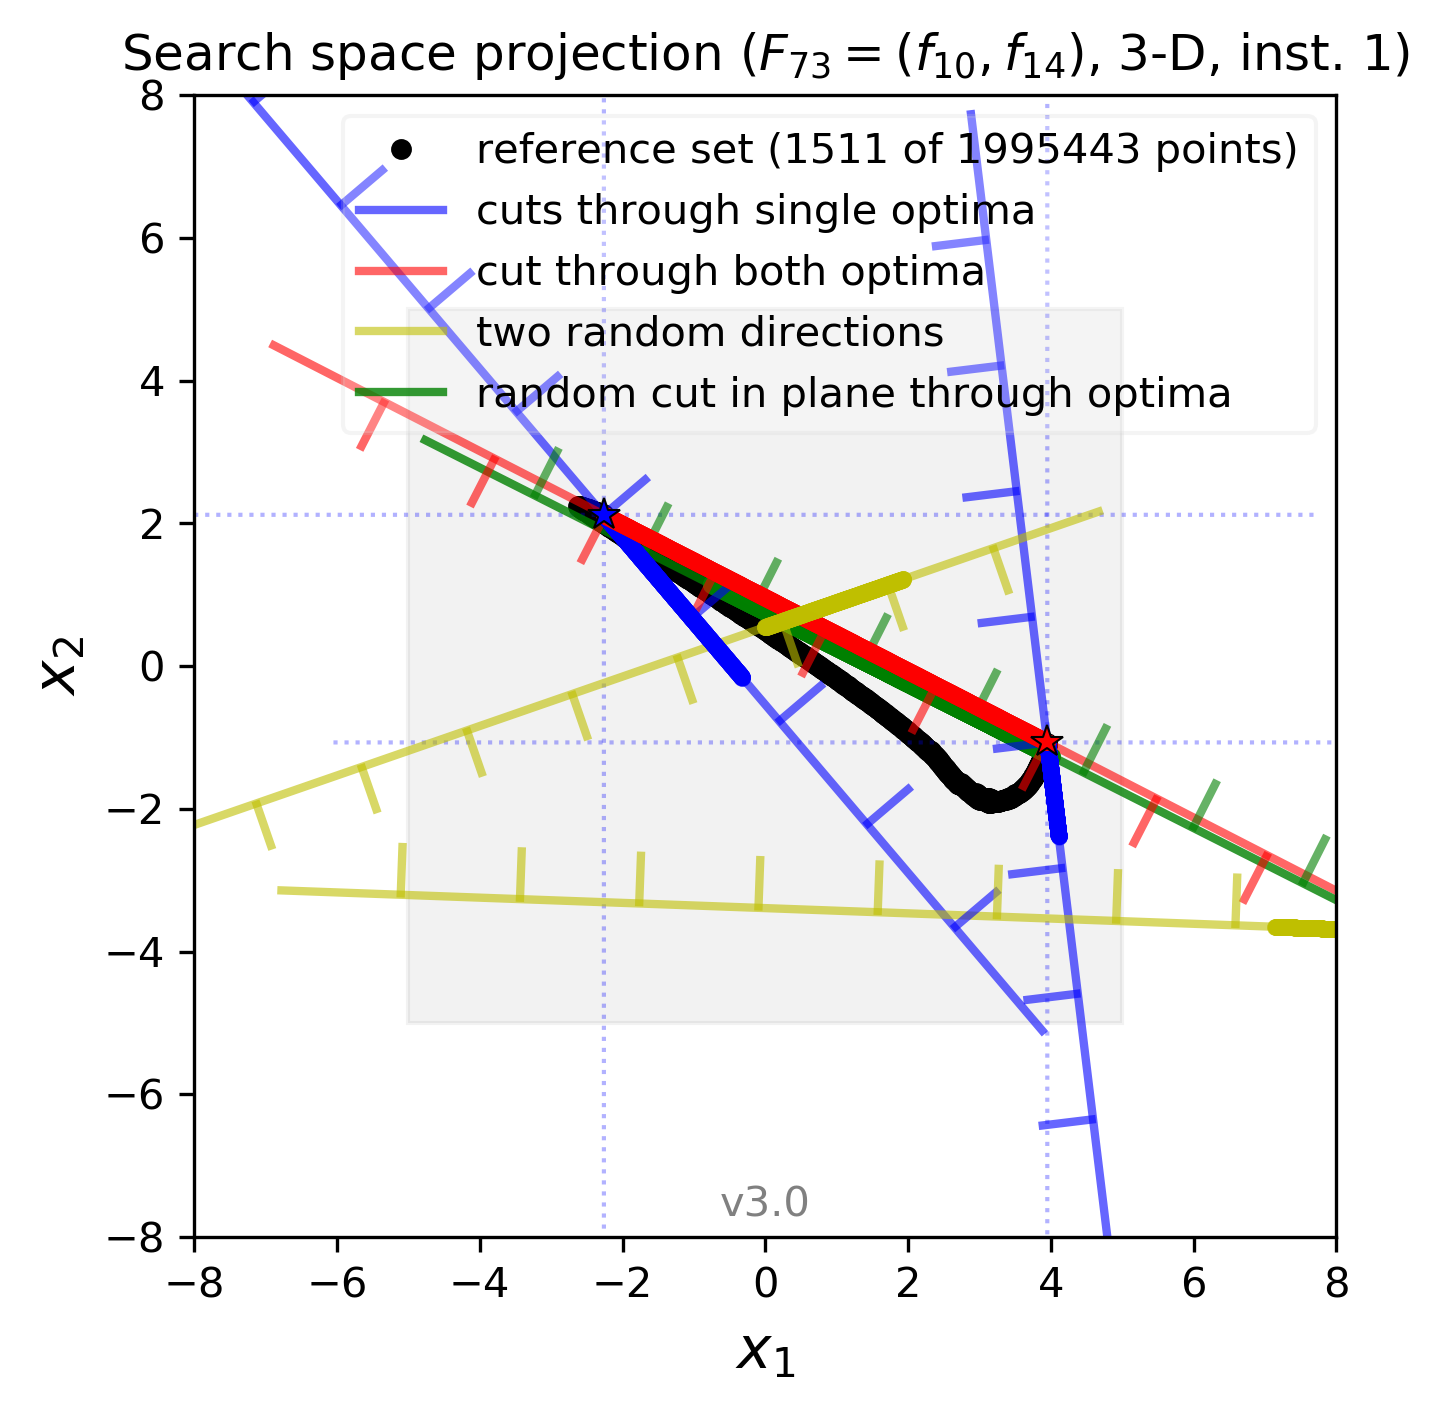 Search space projection (F73 = (f10, f14), 3-D, inst. 1)
reference set (1511 of 1995443 points)
cuts through single optima
cut through both optima
two random directions
random cut in plane through optima
8
6
4
2
0
−2
−4
−6
−8
x2
v3.0
−8 −6 −4 −2 0 2 4 6 8
x1